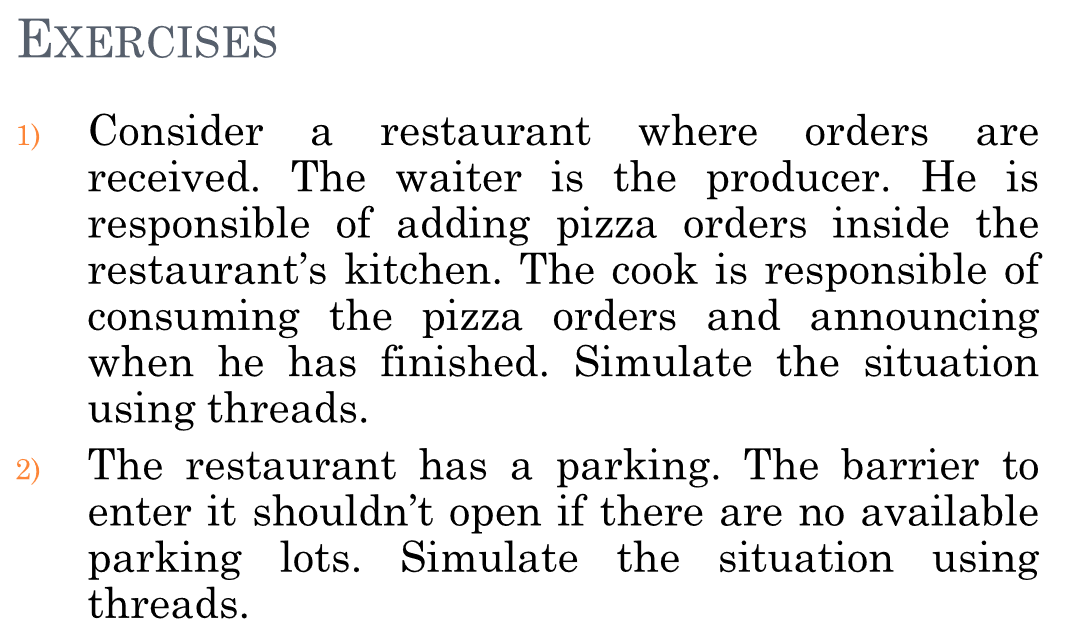 EXERCISES
1) Consider a restaurant where orders are
received. The waiter is the producer. He is
responsible of adding pizza orders inside the
restaurant’s kitchen. The cook is responsible of
consuming the pizza orders and announcing
when he has finished. Simulate the situation
using threads.
2) The restaurant has a parking. The barrier to
enter it shouldn’t open if there are no available
parking lots. Simulate the situation using
threads.